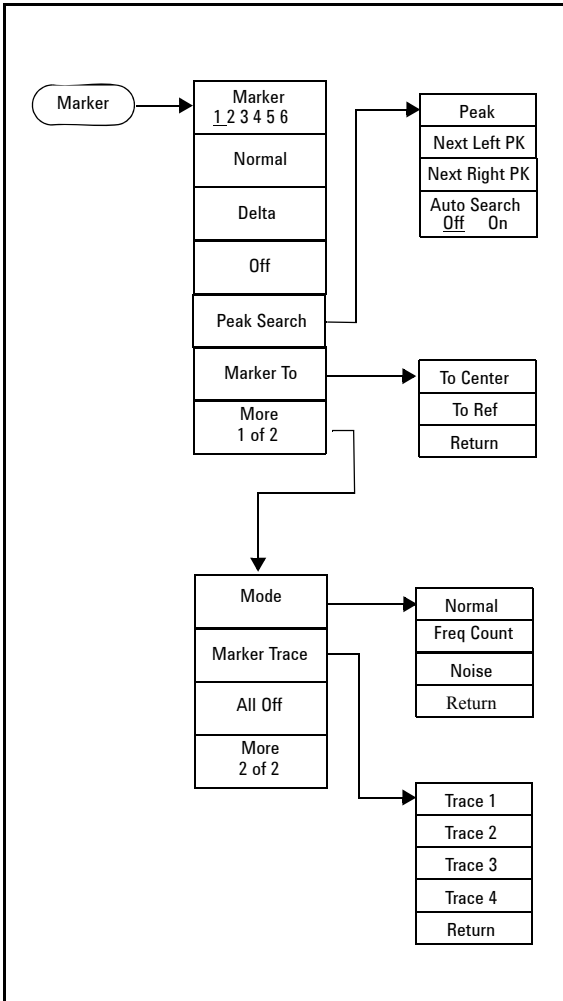 Marker
Marker
1 2 3 4 5 6
Normal
Delta
Off
Peak Search
Marker To
More
1 of 2
Peak
Next Left PK
Next Right PK
Auto Search
Off On
To Center
To Ref
Return
Mode
Marker Trace
All Off
More
2 of 2
Normal
Freq Count
Noise
Return
Trace 1
Trace 2
Trace 3
Trace 4
Return